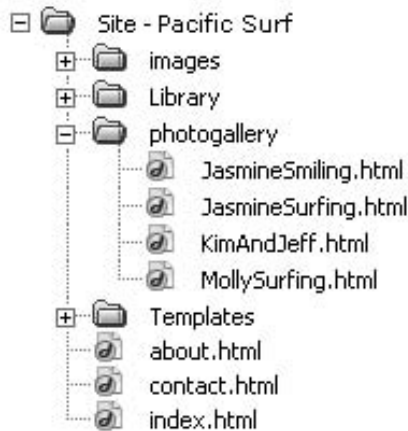 Site - Pacific Surf
images
Library
photogallery
JasmineSmiling.html
JasmineSurfing.html
KimAndJeff.html
MollySurfing.html
Templates
about.html
contact.html
index.html